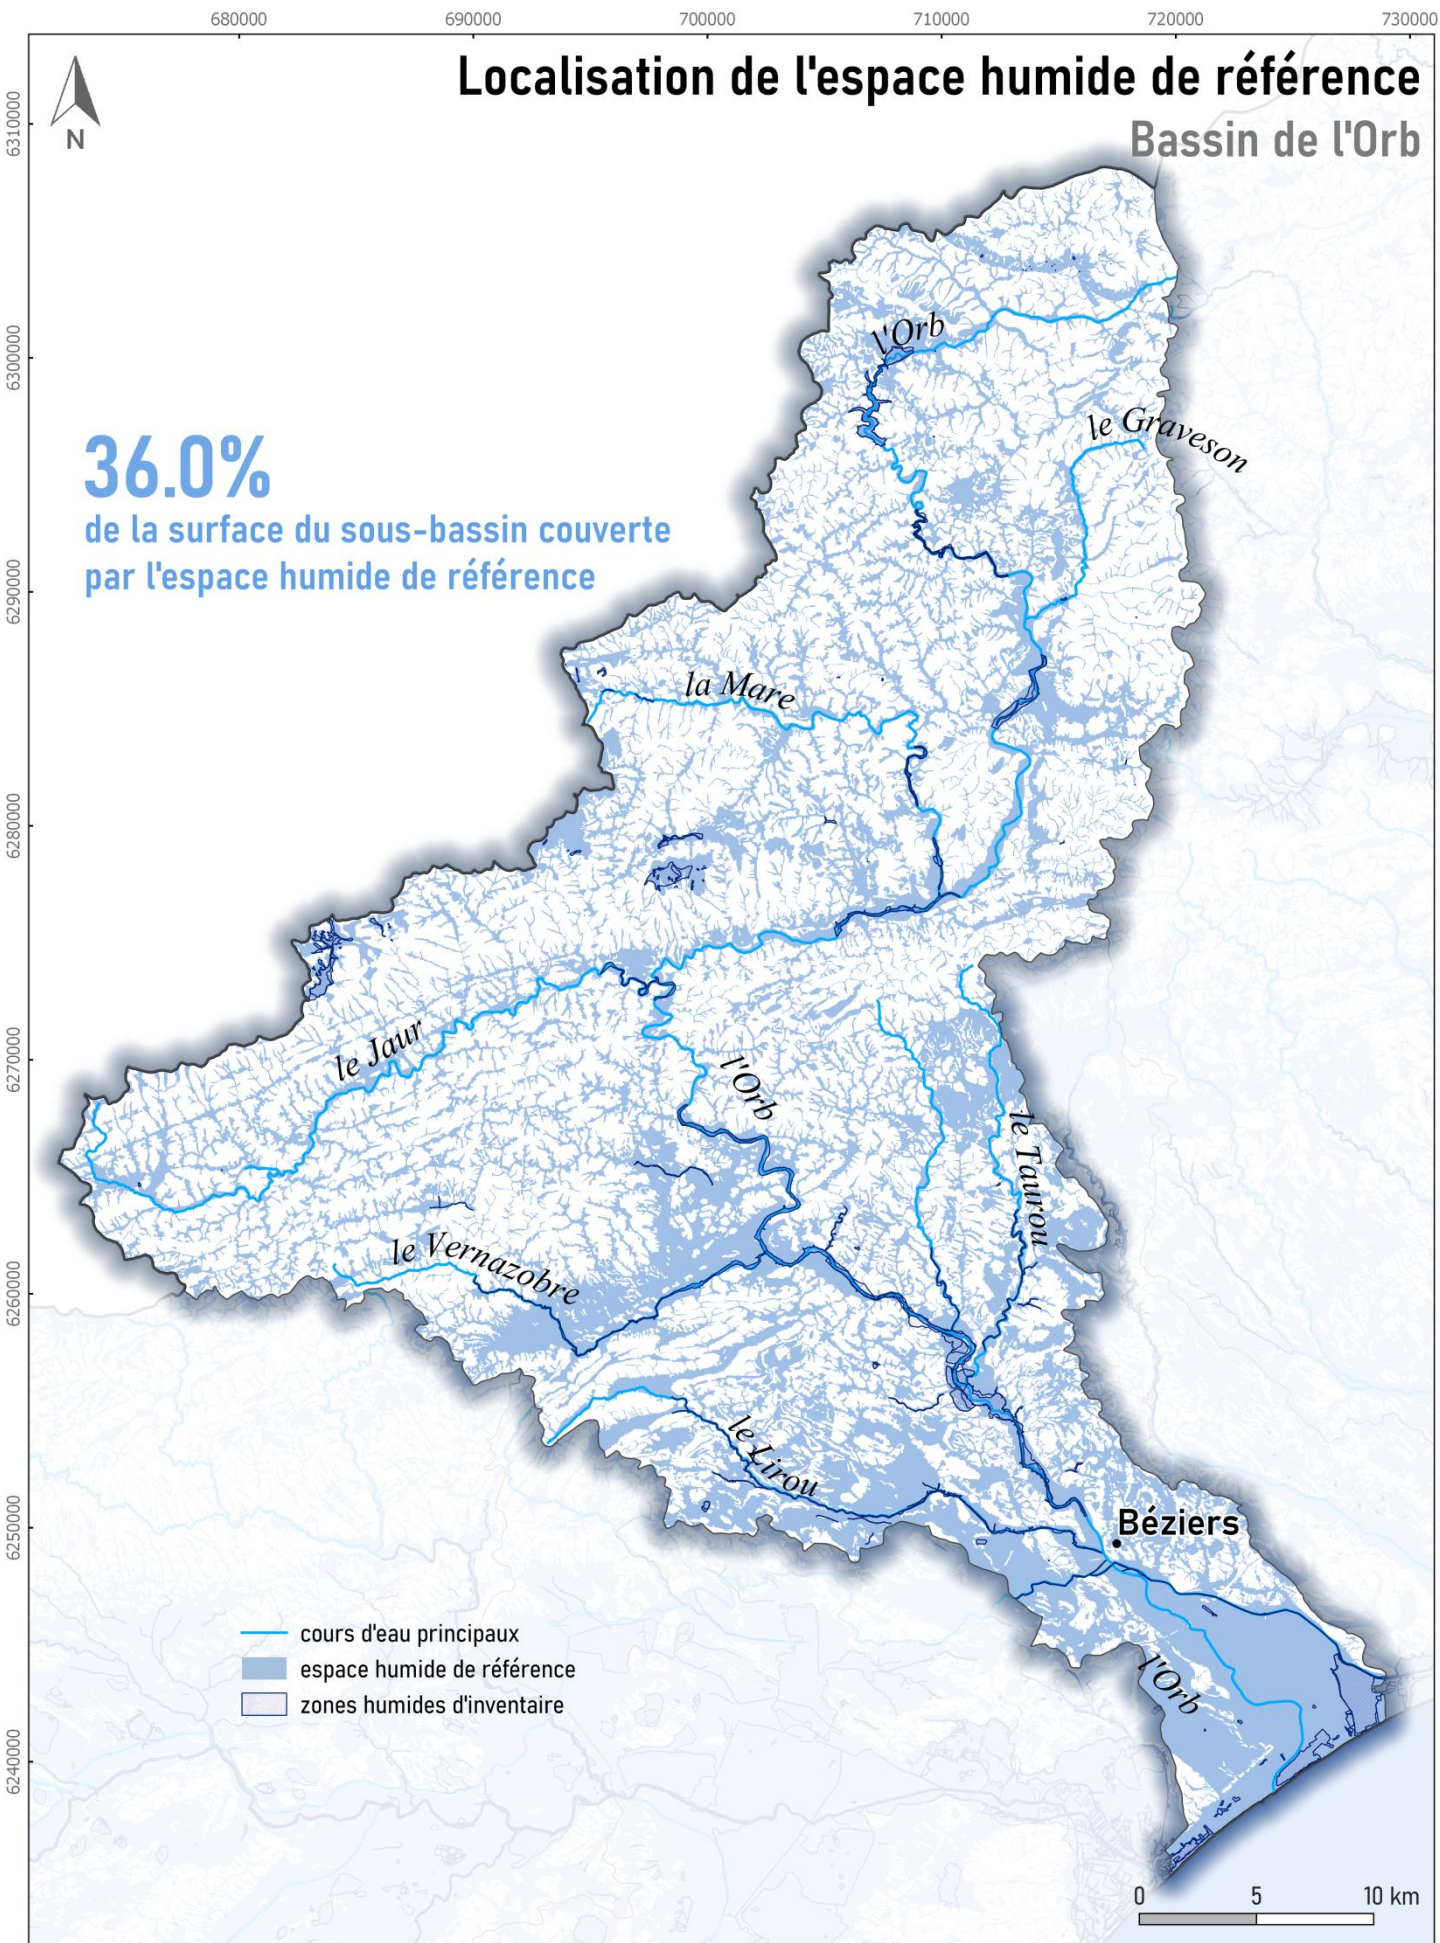 680000 690000 700000 710000 720000 730000
Localisation de l'espace humide de référence
Bassin de l'Orb
N
6310000
6300000
6290000
6280000
6270000
6260000
6250000
6240000
l'Orb
le Graveson
36.0%
de la surface du sous-bassin couverte
par l'espace humide de référence
la Mare
le Jaur
l'Orb
le Taurou
le Vernazobre
le Lirou
Béziers
l'Orb
cours d'eau principaux
espace humide de référence
zones humides d'inventaire
0 5 10 km